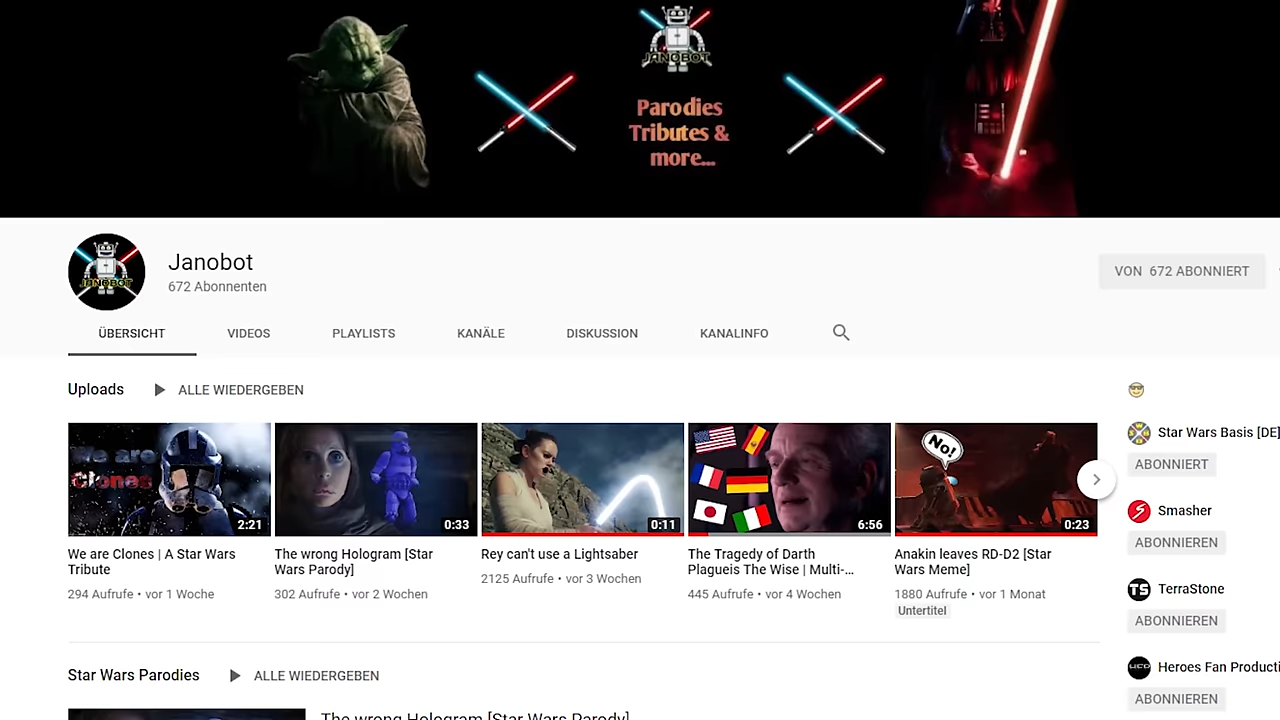 JANOBOT
Parodies
Tributes &
more...
JANOBOT
Janobot
672 Abonnenten
VON 672 ABONNIERT
ÜBERSICHT
VIDEOS
PLAYLISTS
KANÄLE
DISKUSSION
KANALINFO
Uploads
ALLE WIEDERGEBEN
We are
clones
2:21
0:33
0:11
6:56
No!
0:23
We are Clones | A Star Wars
Tribute
294 Aufrufe • vor 1 Woche
The wrong Hologram [Star
Wars Parody]
302 Aufrufe • vor 2 Wochen
Rey can't use a Lightsaber
2125 Aufrufe • vor 3 Wochen
The Tragedy of Darth
Plagueis The Wise | Multi-...
445 Aufrufe • vor 4 Wochen
Anakin leaves RD-D2 [Star
Wars Meme]
1880 Aufrufe • vor 1 Monat
Untertitel
Star Wars Basis [DE]
ABONNIERT
Smasher
ABONNIEREN
TS
TerraStone
ABONNIEREN
Heroes Fan Producti
ABONNIEREN
Star Wars Parodies
ALLE WIEDERGEBEN
The wrong Hologram [Star Wars Parody]